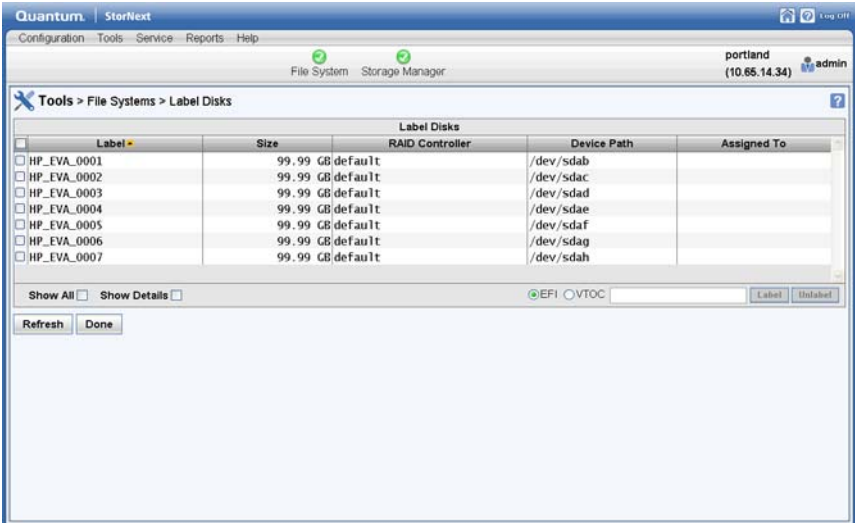 Quantum. StorNext Log Off
Configuration Tools Service Reports Help
File System Storage Manager
portland
(10.65.14.34)
admin
Tools > File Systems > Label Disks
Label Disks
Label Size RAID Controller Device Path Assigned To
HP_EVA_0001 99.99 GB default /dev/sdab
HP_EVA_0002 99.99 GB default /dev/sdac
HP_EVA_0003 99.99 GB default /dev/sdad
HP_EVA_0004 99.99 GB default /dev/sdae
HP_EVA_0005 99.99 GB default /dev/sdaf
HP_EVA_0006 99.99 GB default /dev/sdag
HP_EVA_0007 99.99 GB default /dev/sdah
Show All Show Details EFI VTOC Label Unlabel
Refresh Done